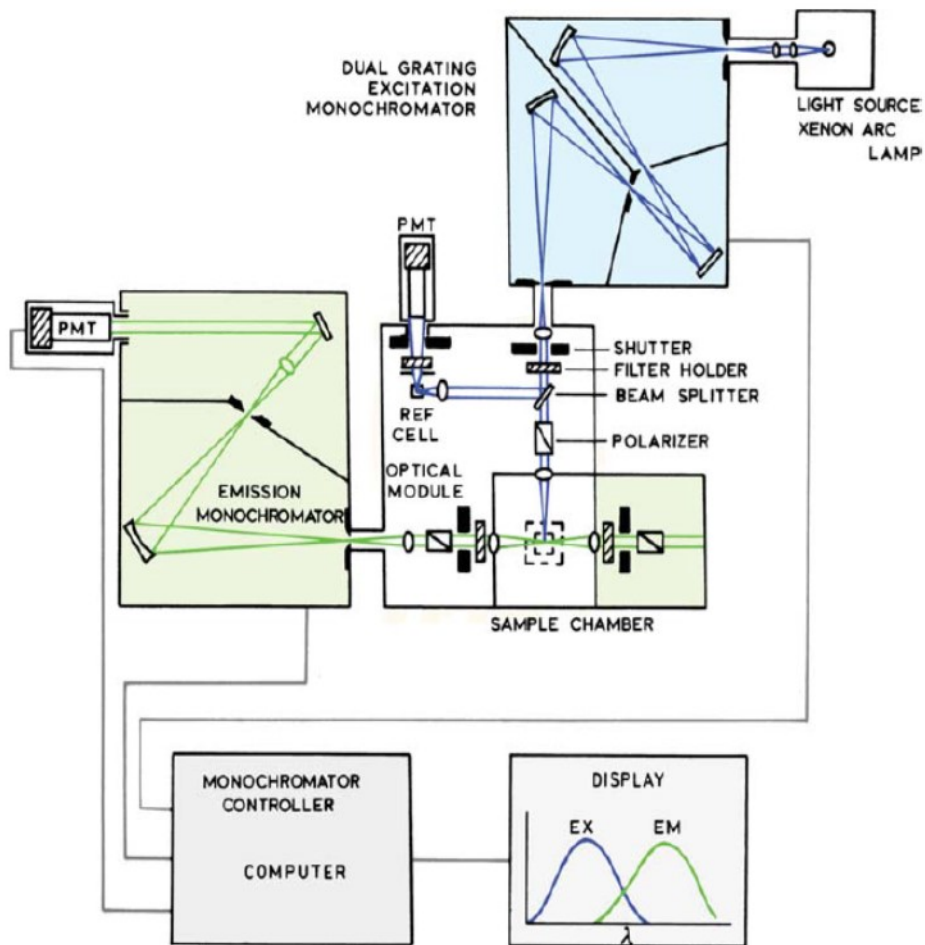 DUAL GRATING
EXCITATION
MONOCHROMATOR
LIGHT SOURCE
XENON ARC
LAMP
PMT
PMT
SHUTTER
FILTER HOLDER
BEAM SPLITTER
REF
CELL
POLARIZER
OPTICAL
MODULE
EMISSION
MONOCHROMATOR
SAMPLE CHAMBER
MONOCHROMATOR
CONTROLLER
COMPUTER
DISPLAY
EX EM
λ